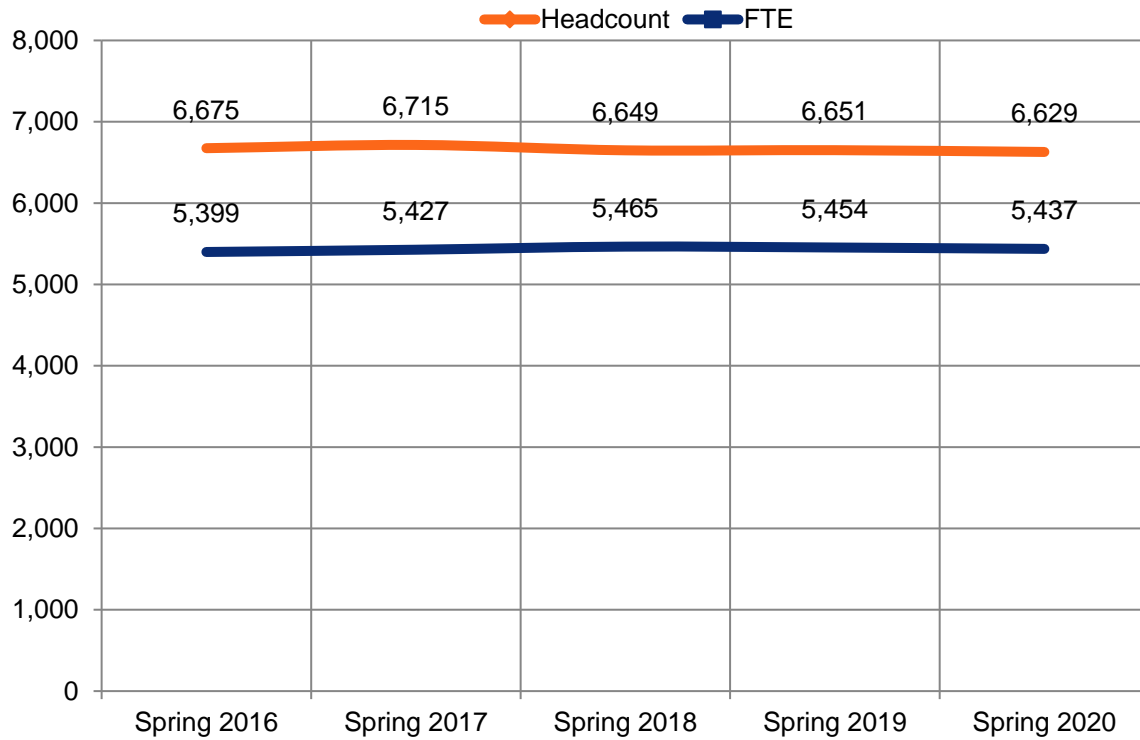 Headcount FTE
8,000
6,675 6,715 6,649 6,651 6,629
7,000
6,000
5,399 5,427 5,465 5,454 5,437
5,000
4,000
3,000
2,000
1,000
0
Spring 2016 Spring 2017 Spring 2018 Spring 2019 Spring 2020